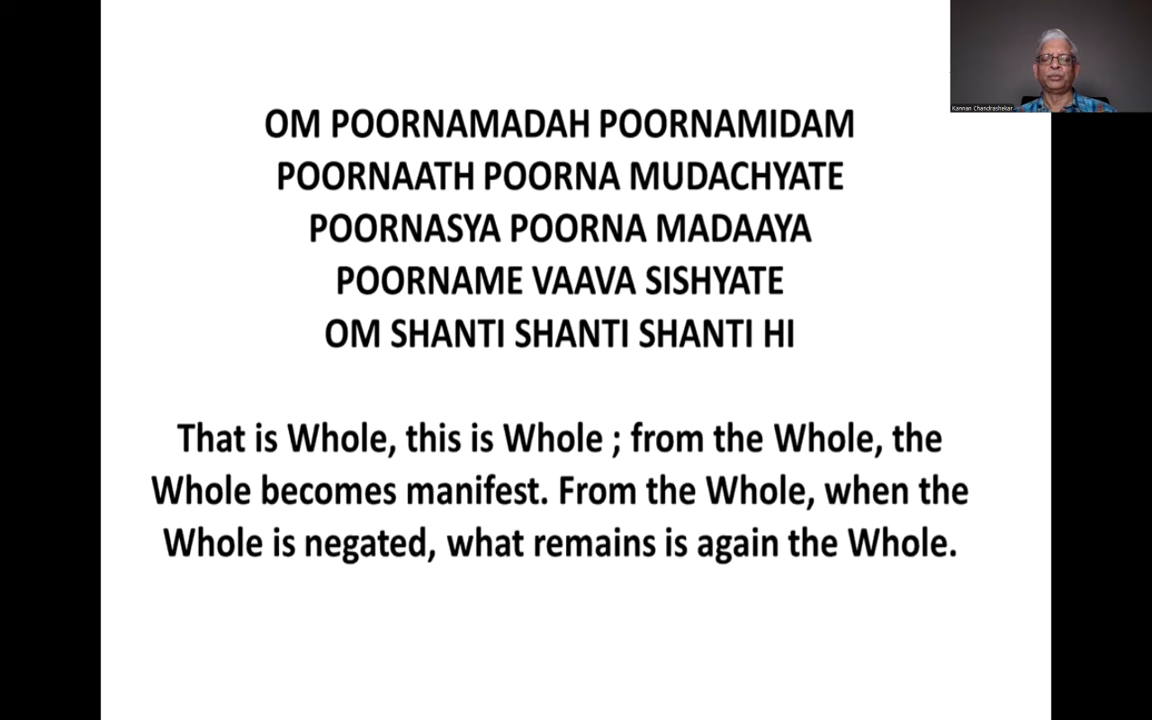 OM POORNAMADAH POORNAMIDAM
POORNAATH POORNA MUDACHYATE
POORNASYA POORNA MADAAYA
POORNAME VAAVA SISHYATE
OM SHANTI SHANTI SHANTI HI
That is Whole, this is Whole ; from the Whole, the
Whole becomes manifest. From the Whole, when the
Whole is negated, what remains is again the Whole.
Kannan Chandrashekar